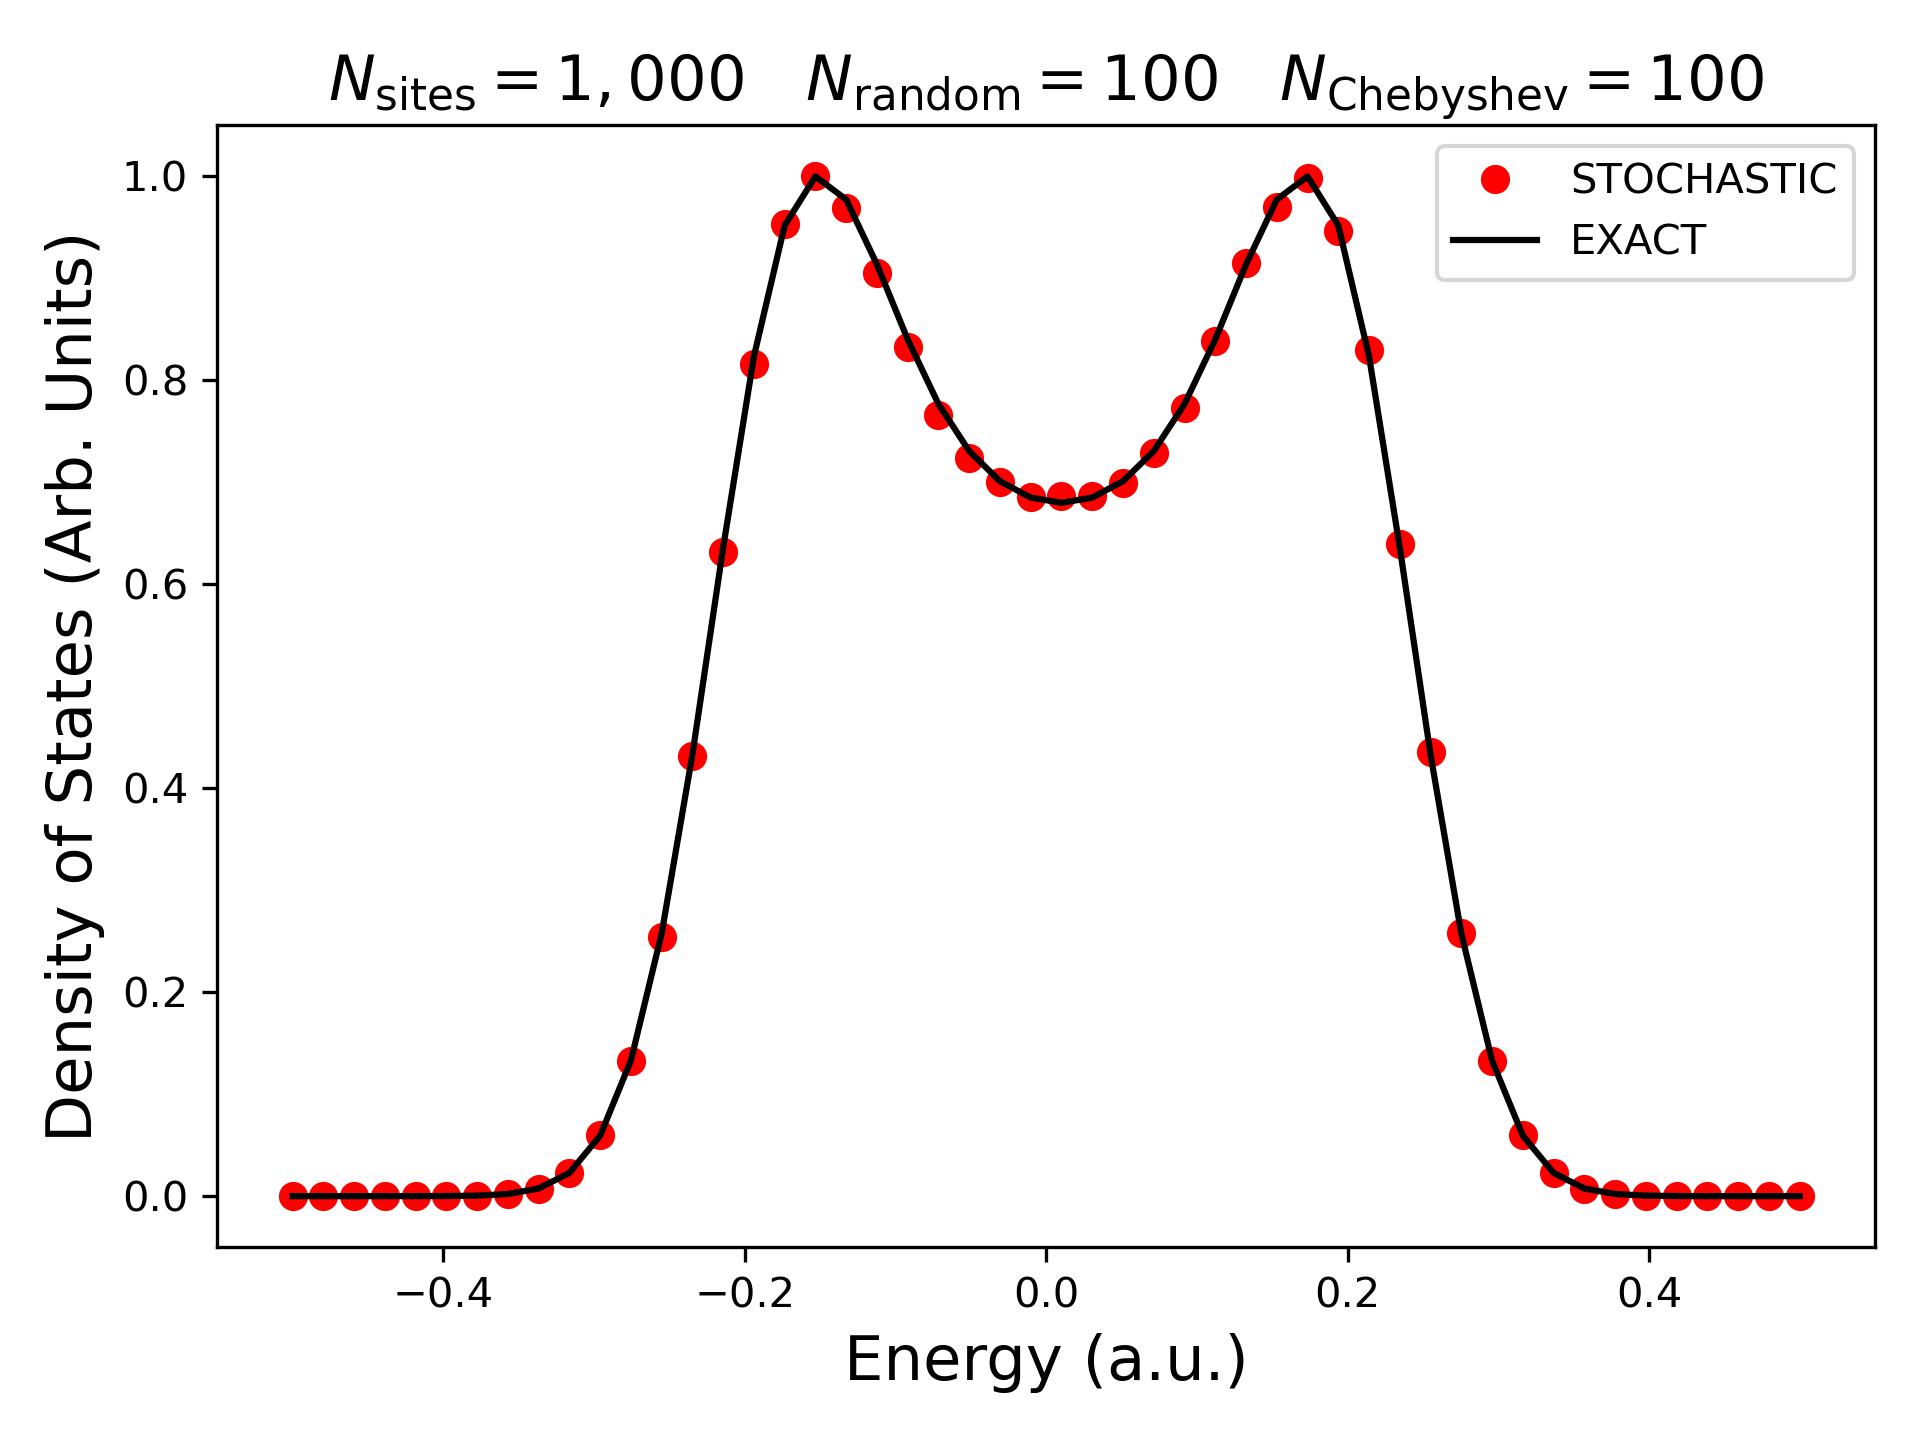 N_sites = 1,000 N_random = 100 N_Chebyshev = 100
STOCHASTIC
EXACT
Density of States (Arb. Units)
1.0
0.8
0.6
0.4
0.2
0.0
−0.4 −0.2 0.0 0.2 0.4
Energy (a.u.)